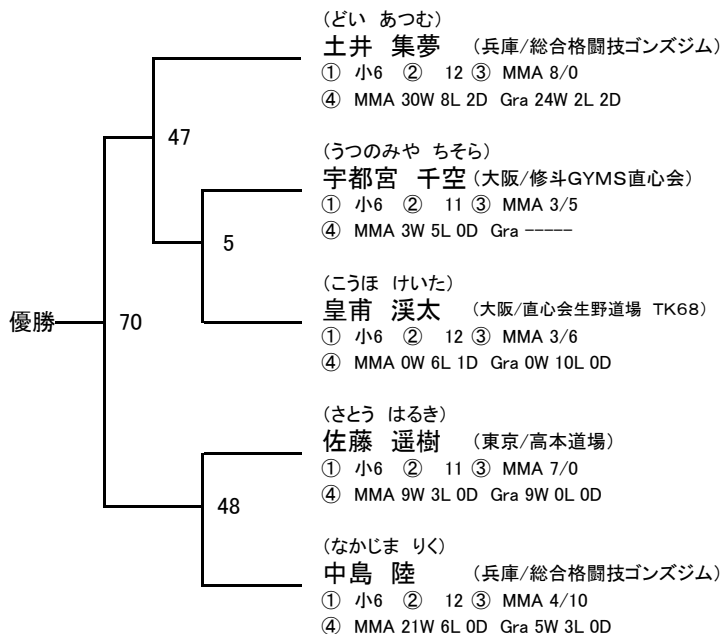 (どい あつむ)
土井 集夢 (兵庫/総合格闘技ゴンズジム)
① 小6 ② 12 ③ MMA 8/0
④ MMA 30W 8L 2D Gra 24W 2L 2D
47
(うつのみや ちそら)
宇都宮 千空 (大阪/修斗GYMS直心会)
① 小6 ② 11 ③ MMA 3/5
④ MMA 3W 5L 0D Gra -----
5
(こうほ けいた)
皇甫 渓太 (大阪/直心会生野道場 TK68)
① 小6 ② 12 ③ MMA 3/6
④ MMA 0W 6L 1D Gra 0W 10L 0D
優勝
70
(さとう はるき)
佐藤 遥樹 (東京/高本道場)
① 小6 ② 11 ③ MMA 7/0
④ MMA 9W 3L 0D Gra 9W 0L 0D
48
(なかじま りく)
中島 陸 (兵庫/総合格闘技ゴンズジム)
① 小6 ② 12 ③ MMA 4/10
④ MMA 21W 6L 0D Gra 5W 3L 0D